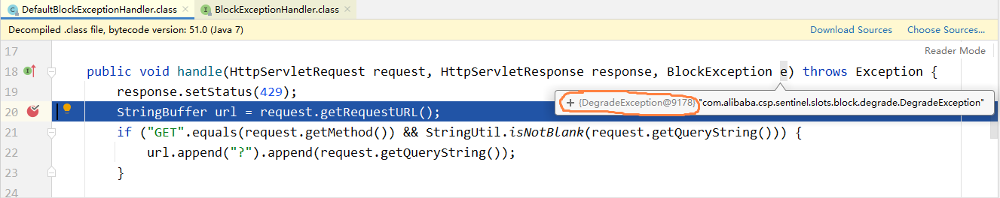 DefaultBlockExceptionHandler.class × BlockExceptionHandler.class ×
Decompiled .class file, bytecode version: 51.0 (Java 7) Download Sources Choose Sources...
17 Reader Mode
18 public void handle(HttpServletRequest request, HttpServletResponse response, BlockException e) throws Exception {
19 response.setStatus(429);
+ {DegradeException@9178} "com.alibaba.csp.sentinel.slots.block.degrade.DegradeException"
20 StringBuffer url = request.getRequestURL();
21 if ("GET".equals(request.getMethod()) && StringUtil.isNotBlank(request.getQueryString())) {
22 url.append("?").append(request.getQueryString());
23 }
24